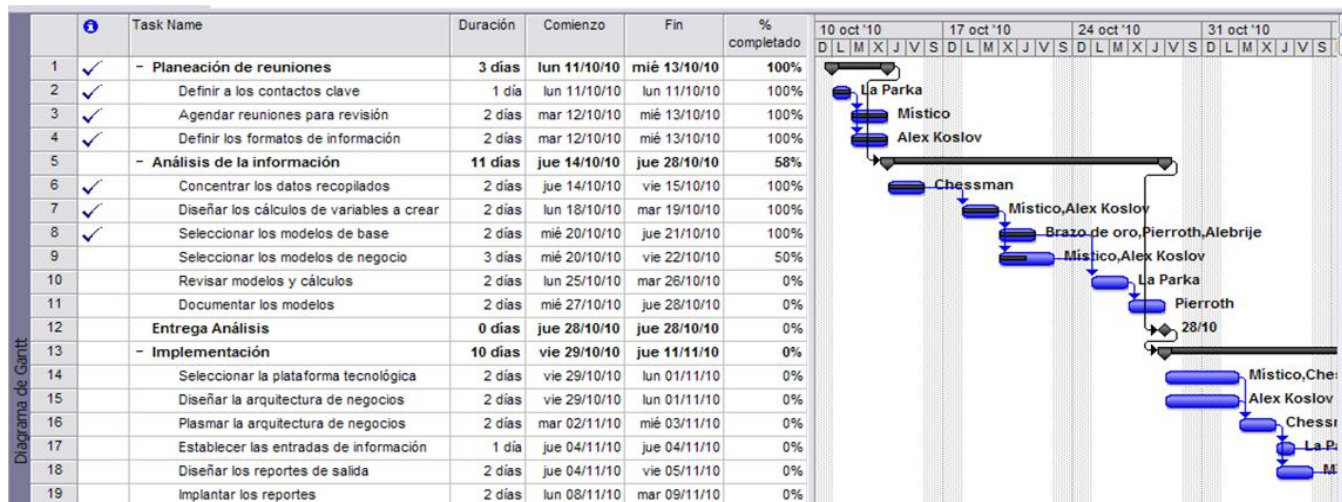 Task Name Duración Comienzo Fin % completado 10 oct '10 17 oct '10 24 oct '10 31 oct '10
D L M X J V S D L M X J V S D L M X J V S D L M X J V S
1 - Planeación de reuniones 3 días lun 11/10/10 mié 13/10/10 100%
2 Definir a los contactos clave 1 día lun 11/10/10 lun 11/10/10 100% La Parka
3 Agendar reuniones para revisión 2 días mar 12/10/10 mié 13/10/10 100% Místico
4 Definir los formatos de información 2 días mar 12/10/10 mié 13/10/10 100% Alex Koslov
5 - Análisis de la información 11 días jue 14/10/10 jue 28/10/10 58%
6 Concentrar los datos recopilados 2 días jue 14/10/10 vie 15/10/10 100% Chessman
7 Diseñar los cálculos de variables a crear 2 días lun 18/10/10 mar 19/10/10 100% Místico,Alex Koslov
8 Seleccionar los modelos de base 2 días mié 20/10/10 jue 21/10/10 100% Brazo de oro,Pierroth,Alebrije
9 Seleccionar los modelos de negocio 3 días mié 20/10/10 vie 22/10/10 50% Místico,Alex Koslov
10 Revisar modelos y cálculos 2 días lun 25/10/10 mar 26/10/10 0% La Parka
11 Documentar los modelos 2 días mié 27/10/10 jue 28/10/10 0% Pierroth
12 Entrega Análisis 0 días jue 28/10/10 jue 28/10/10 0% 28/10
13 - Implementación 10 días vie 29/10/10 jue 11/11/10 0%
14 Seleccionar la plataforma tecnológica 2 días vie 29/10/10 lun 01/11/10 0% Místico,Che
15 Diseñar la arquitectura de negocios 2 días vie 29/10/10 lun 01/11/10 0% Alex Koslov
16 Plasmar la arquitectura de negocios 2 días mar 02/11/10 mié 03/11/10 0% Chess
17 Establecer las entradas de información 1 día jue 04/11/10 jue 04/11/10 0% La P
18 Diseñar los reportes de salida 2 días jue 04/11/10 vie 05/11/10 0% M
19 Implantar los reportes 2 días lun 08/11/10 mar 09/11/10 0%
Diagrama de Gantt